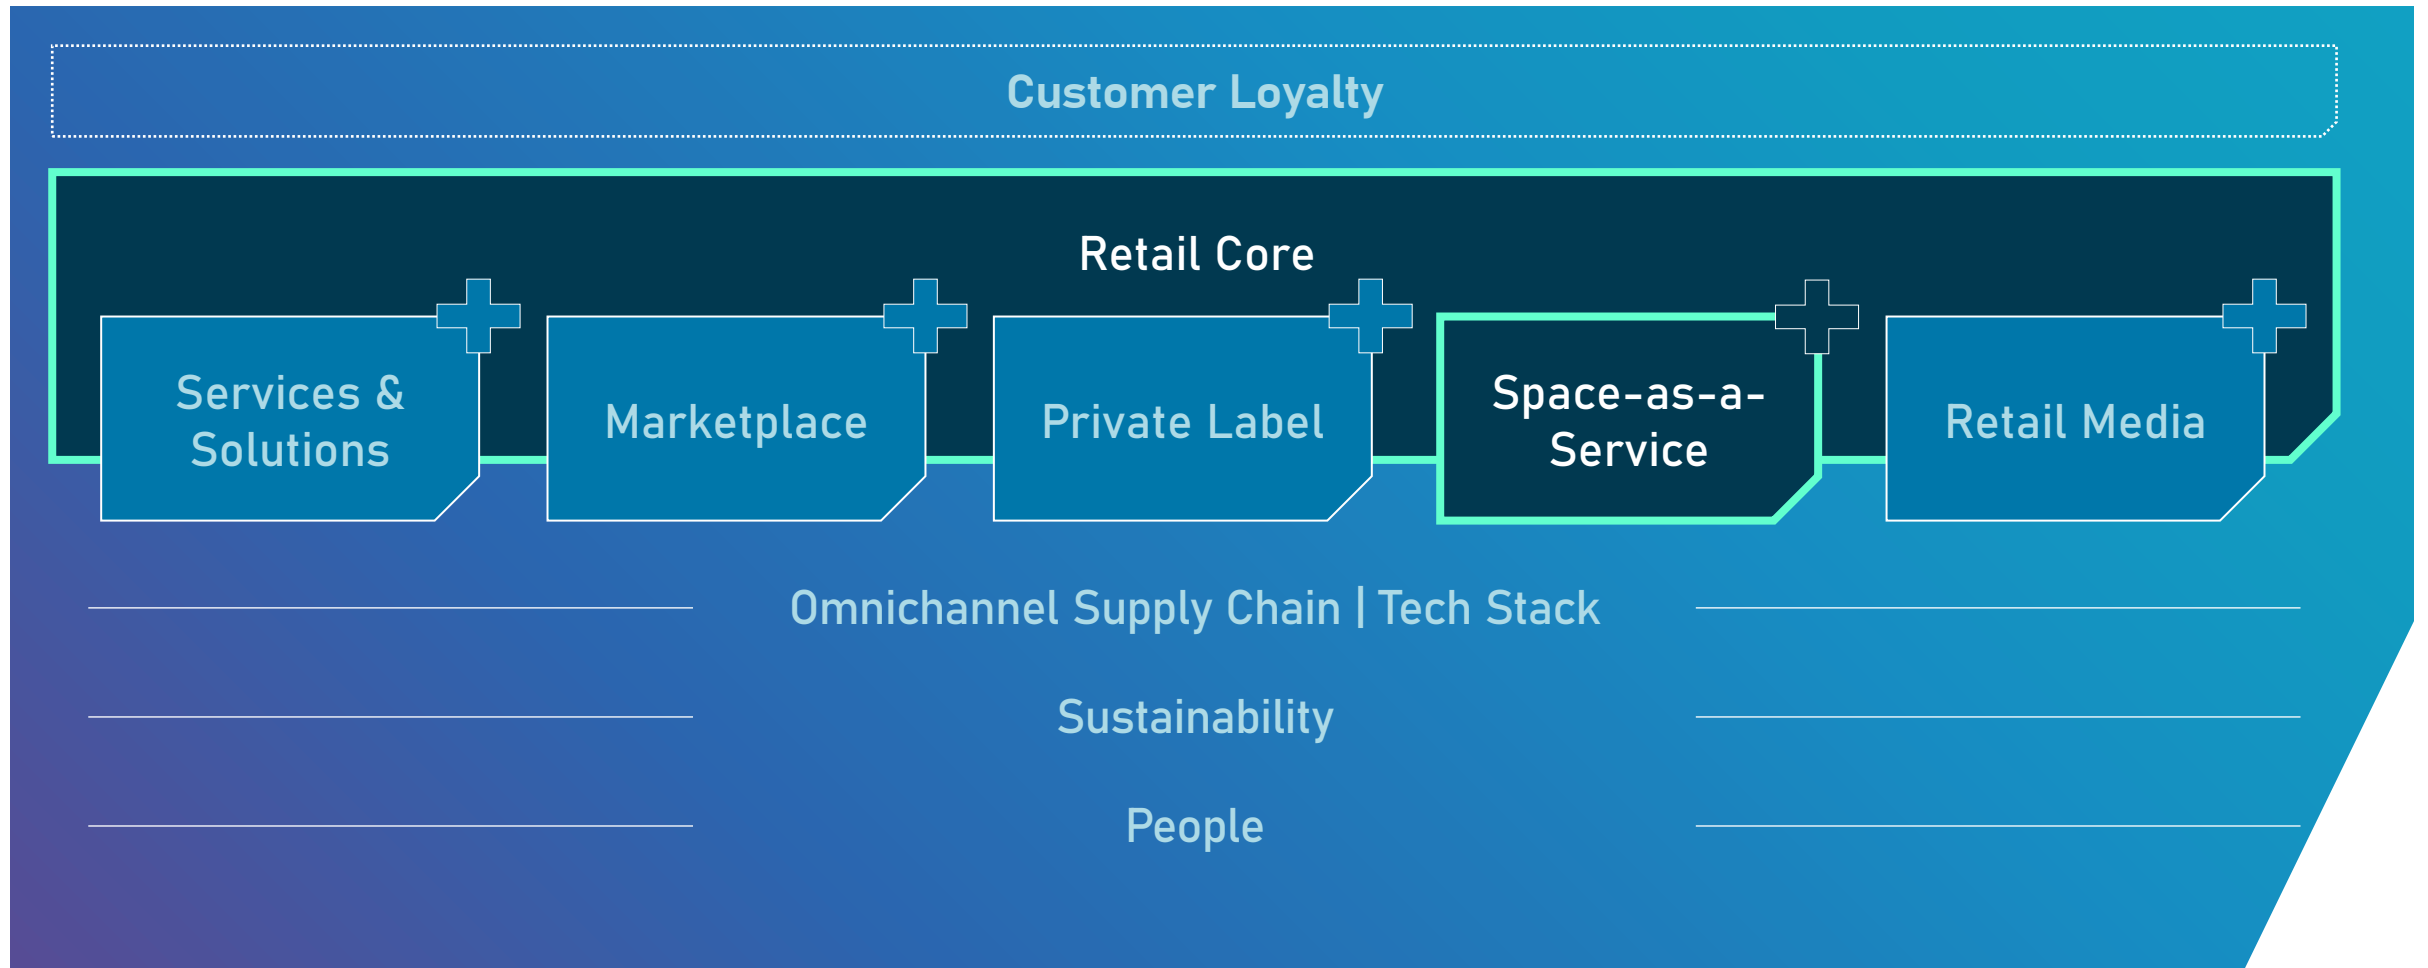 Customer Loyalty
Retail Core
Services &
Solutions
Marketplace
Private Label
Space-as-a-
Service
Retail Media
Omnichannel Supply Chain | Tech Stack
Sustainability
People